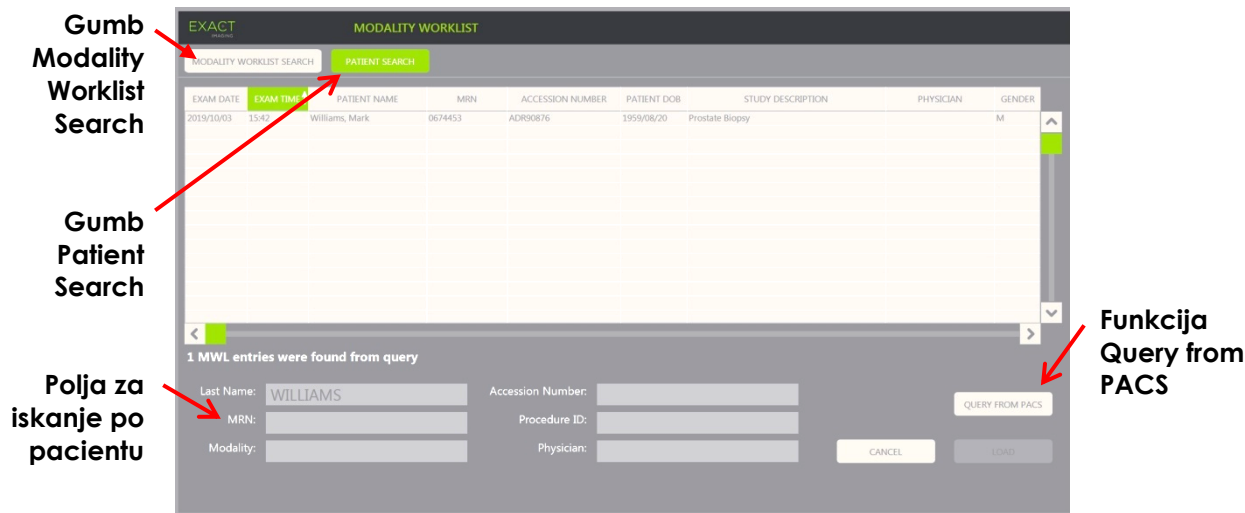 Gumb
Modality
Worklist
Search
Gumb
Patient
Search
Polja za
iskanje po
pacientu
EXACT
IMAGING
MODALITY WORKLIST
MODALITY WORKLIST SEARCH
PATIENT SEARCH
EXAM DATE EXAM TIME PATIENT NAME MRN ACCESSION NUMBER PATIENT DOB STUDY DESCRIPTION PHYSICIAN GENDER
2019/10/03 15:42 Williams, Mark 0674453 ADR90876 1959/08/20 Prostate Biopsy M
1 MWL entries were found from query
Last Name: WILLIAMS Accession Number:
MRN: Procedure ID:
Modality: Physician:
QUERY FROM PACS
CANCEL LOAD
Funkcija
Query from
PACS